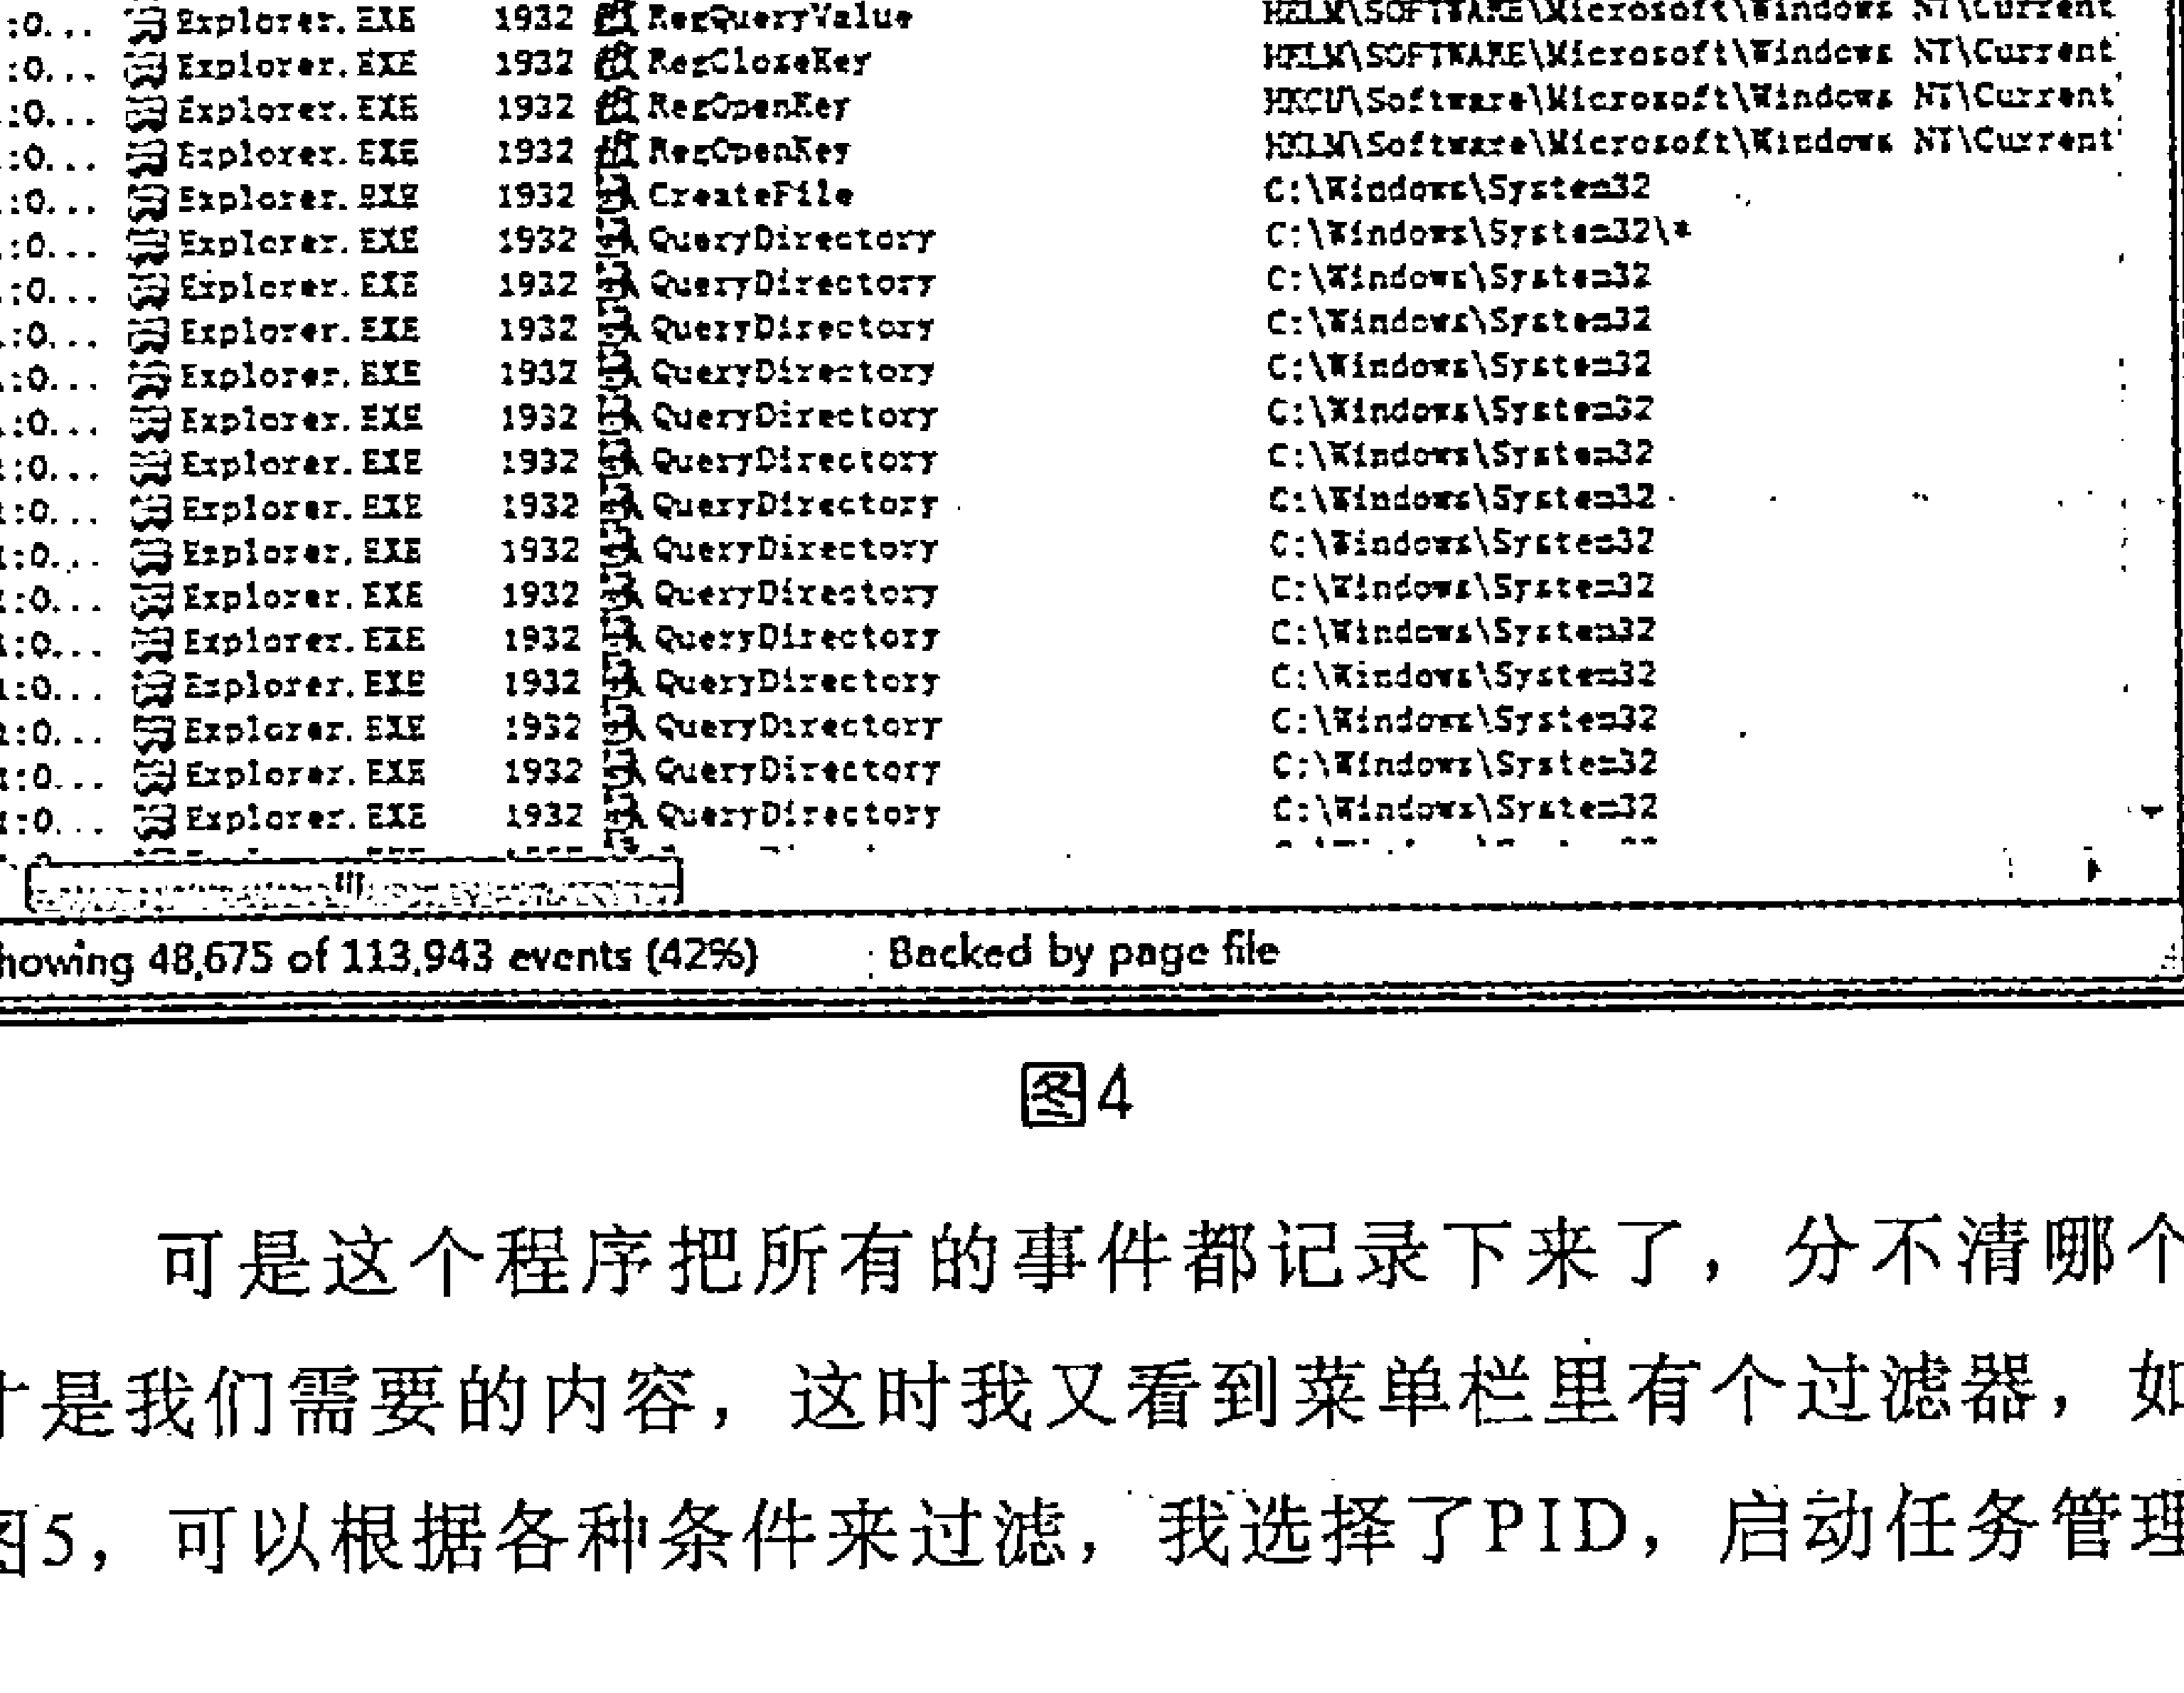 :0... Explorer.EXE 1932 RegQueryValue HKLM\SOFTWARE\Microsoft\Windows NT\Current
:0... Explorer.EXE 1932 RegCloseKey HKLM\SOFTWARE\Microsoft\Windows NT\Current
:0... Explorer.EXE 1932 RegOpenKey HKCU\Software\Microsoft\Windows NT\Current
:0... Explorer.EXE 1932 RegOpenKey HKLM\Software\Microsoft\Windows NT\Current
:0... Explorer.EXE 1932 CreateFile C:\Windows\System32
:0... Explorer.EXE 1932 QueryDirectory C:\Windows\System32\*
:0... Explorer.EXE 1932 QueryDirectory C:\Windows\System32
:0... Explorer.EXE 1932 QueryDirectory C:\Windows\System32
:0... Explorer.EXE 1932 QueryDirectory C:\Windows\System32
:0... Explorer.EXE 1932 QueryDirectory C:\Windows\System32
:0... Explorer.EXE 1932 QueryDirectory C:\Windows\System32
:0... Explorer.EXE 1932 QueryDirectory C:\Windows\System32
:0... Explorer.EXE 1932 QueryDirectory C:\Windows\System32
:0... Explorer.EXE 1932 QueryDirectory C:\Windows\System32
:0... Explorer.EXE 1932 QueryDirectory C:\Windows\System32
:0... Explorer.EXE 1932 QueryDirectory C:\Windows\System32
:0... Explorer.EXE 1932 QueryDirectory C:\Windows\System32
:0... Explorer.EXE 1932 QueryDirectory C:\Windows\System32
:0... Explorer.EXE 1932 QueryDirectory C:\Windows\System32
howing 48,675 of 113,943 events (42%) Backed by page file
图4
可是这个程序把所有的事件都记录下来了，分不清哪个
才是我们需要的内容，这时我又看到菜单栏里有个过滤器，如
图5，可以根据各种条件来过滤，我选择了PID，启动任务管理